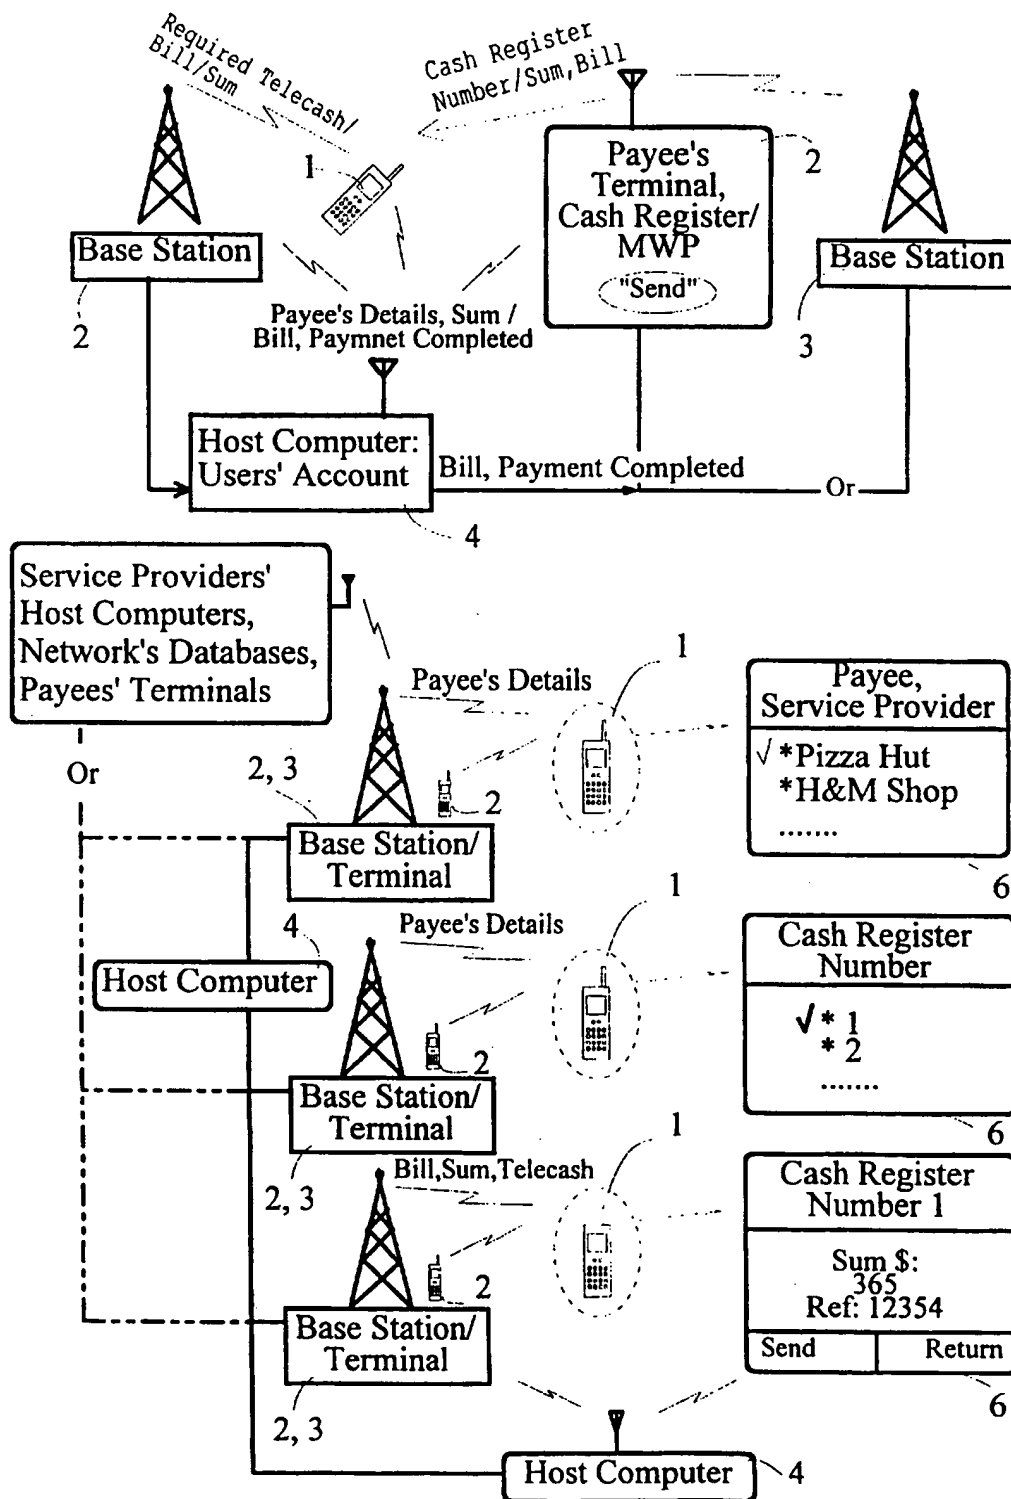 Required Telecash/
Bill/Sum
Cash Register
Number/Sum,Bill
1
Payee's
Terminal,
Cash Register/
MWP
"Send"
2
Base Station
2
Base Station
3
Payee's Details, Sum /
Bill, Paymnet Completed
Host Computer:
Users' Account
Bill, Payment Completed
Or
4
Service Providers'
Host Computers,
Network's Databases,
Payees' Terminals
Or
Payee's Details
1
2, 3
2
Base Station/
Terminal
Payee,
Service Provider
√ *Pizza Hut
*H&M Shop
.......
6
4
Host Computer
Payee's Details
1
2
Base Station/
Terminal
2, 3
Cash Register
Number
√ * 1
* 2
.......
6
Bill,Sum,Telecash
1
2
Base Station/
Terminal
2, 3
Cash Register
Number 1
Sum $:
365
Ref: 12354
Send
Return
6
Host Computer
4